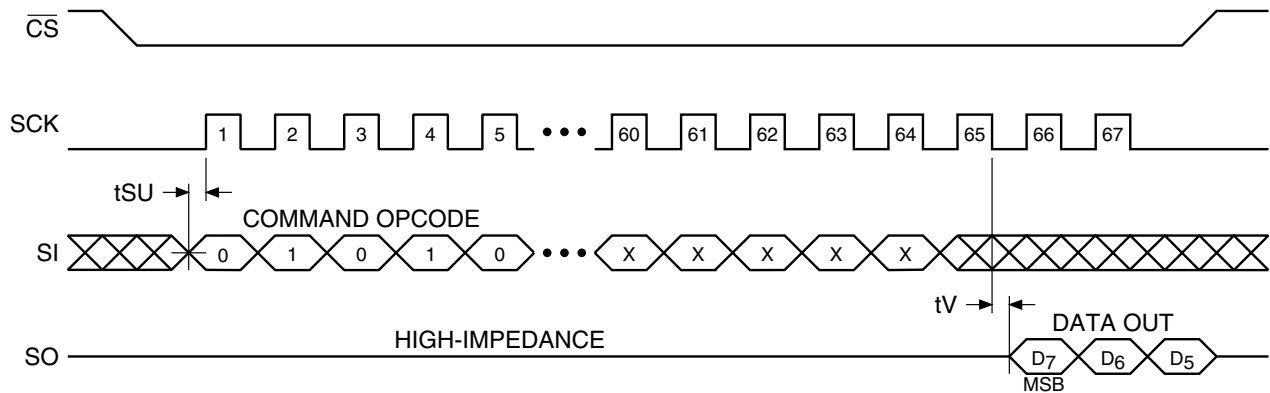 CS
SCK
1 2 3 4 5 ••• 60 61 62 63 64 65 66 67
tSU
COMMAND OPCODE
SI
0 1 0 1 0 ••• X X X X X
tV
HIGH-IMPEDANCE
DATA OUT
SO
D7 D6 D5
MSB